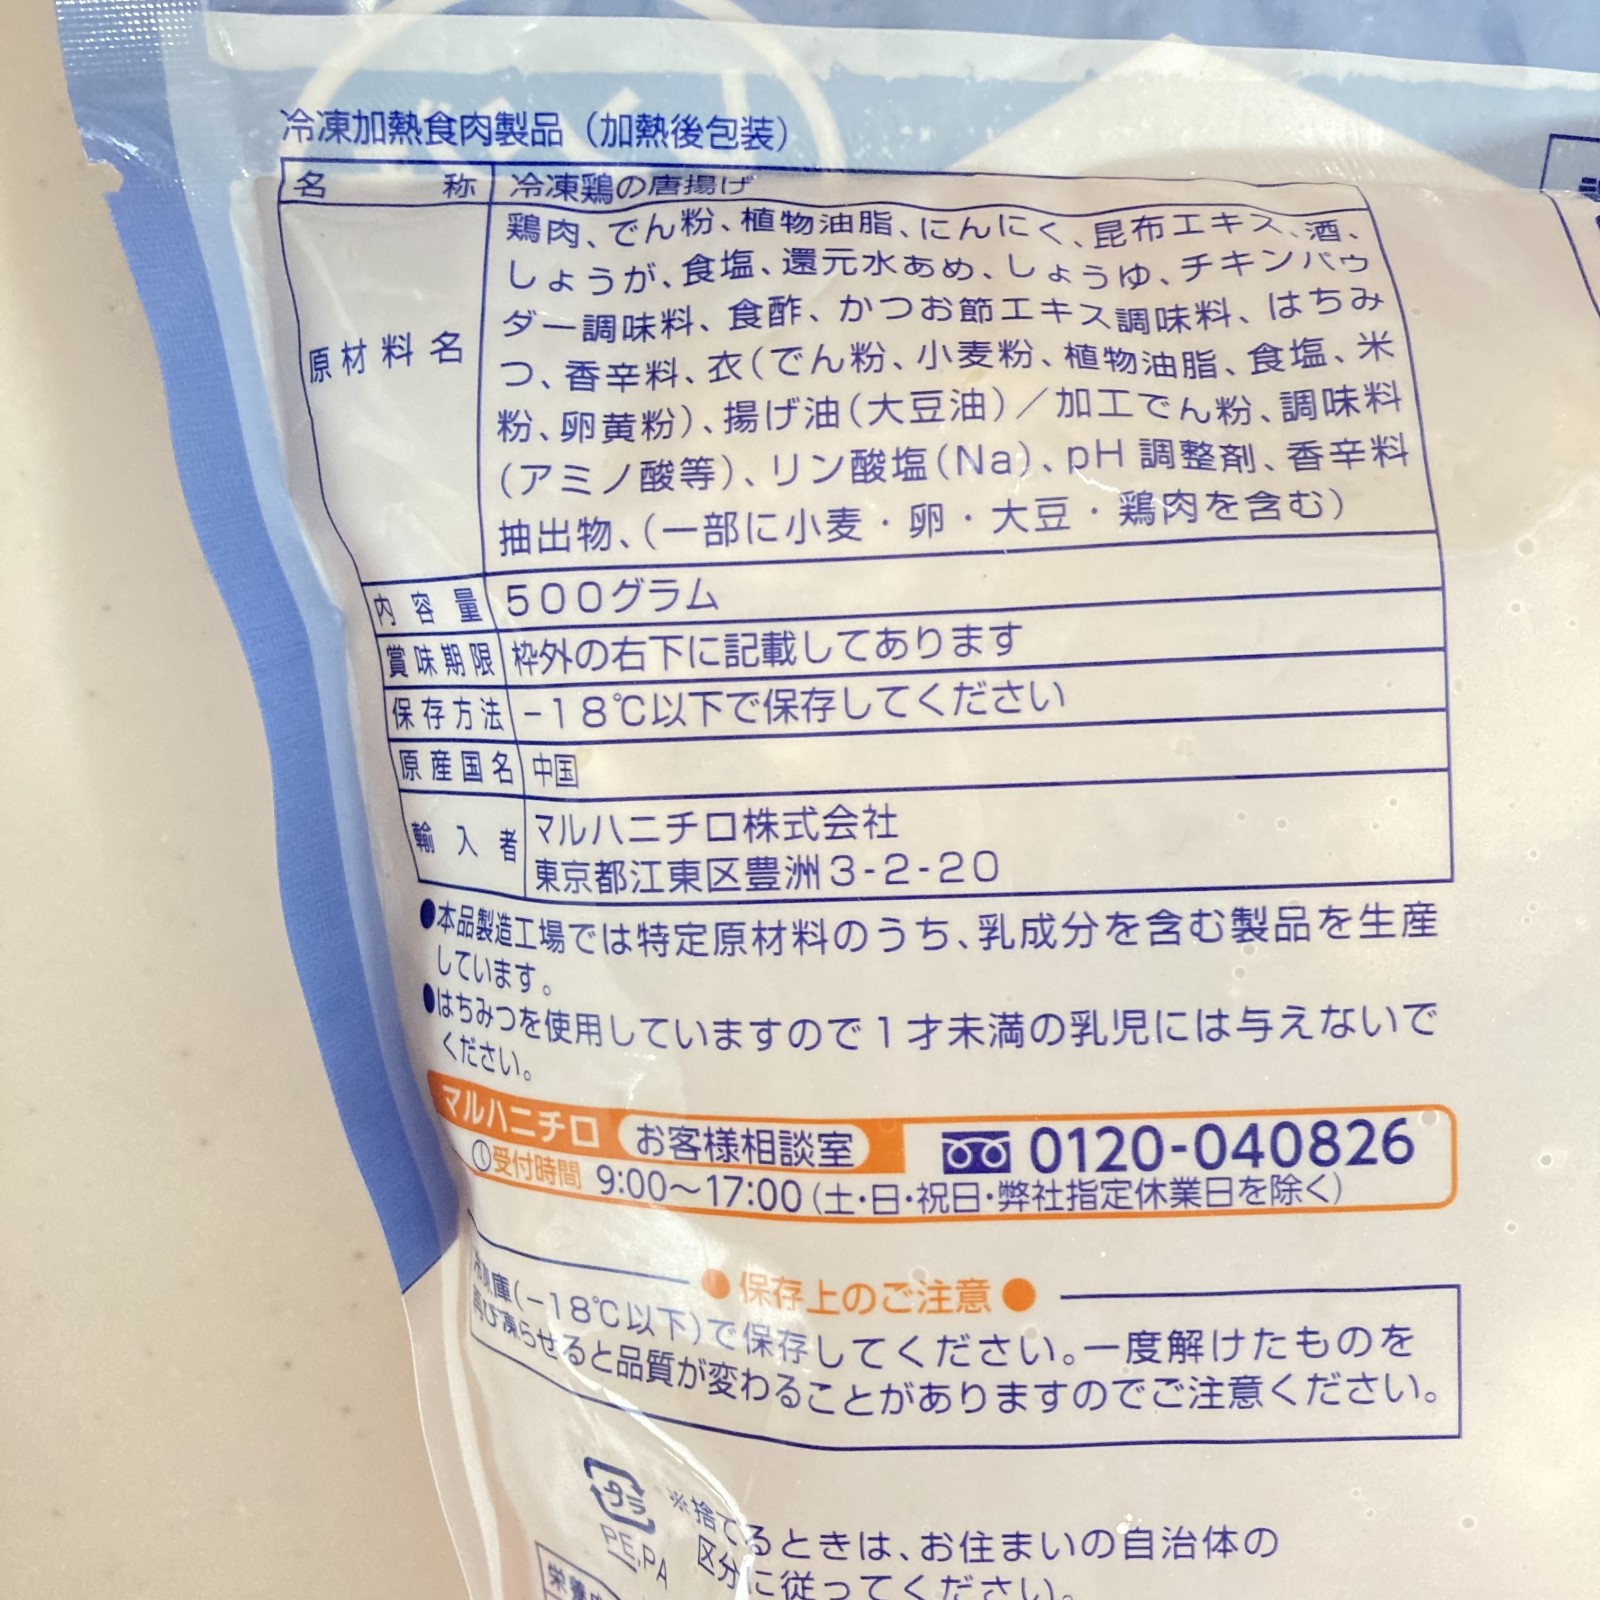 冷凍加熱食肉製品（加熱後包装）
名称 冷凍鶏の唐揚げ
原材料名 鶏肉、でん粉、植物油脂、にんにく、昆布エキス、酒、
しょうが、食塩、還元水あめ、しょうゆ、チキンパウ
ダー調味料、食酢、かつお節エキス調味料、はちみ
つ、香辛料、衣（でん粉、小麦粉、植物油脂、食塩、米
粉、卵黄粉）、揚げ油（大豆油）／加工でん粉、調味料
（アミノ酸等）、リン酸塩（Na）、pH調整剤、香辛料
抽出物、（一部に小麦・卵・大豆・鶏肉を含む）
内容量 500グラム
賞味期限 枠外の右下に記載してあります
保存方法 -18℃以下で保存してください
原産国名 中国
輸入者 マルハニチロ株式会社
東京都江東区豊洲3-2-20
●本品製造工場では特定原材料のうち、乳成分を含む製品を生産
しています。
●はちみつを使用していますので1才未満の乳児には与えないで
ください。
マルハニチロ お客様相談室 0120-040826
受付時間 9:00～17:00（土・日・祝日・弊社指定休業日を除く）
●保存上のご注意●
冷凍庫（-18℃以下）で保存してください。一度解けたものを
再び凍らせると品質が変わることがありますのでご注意ください。
プラ
PE,PA
※捨てるときは、お住まいの自治体の
区分に従ってください。